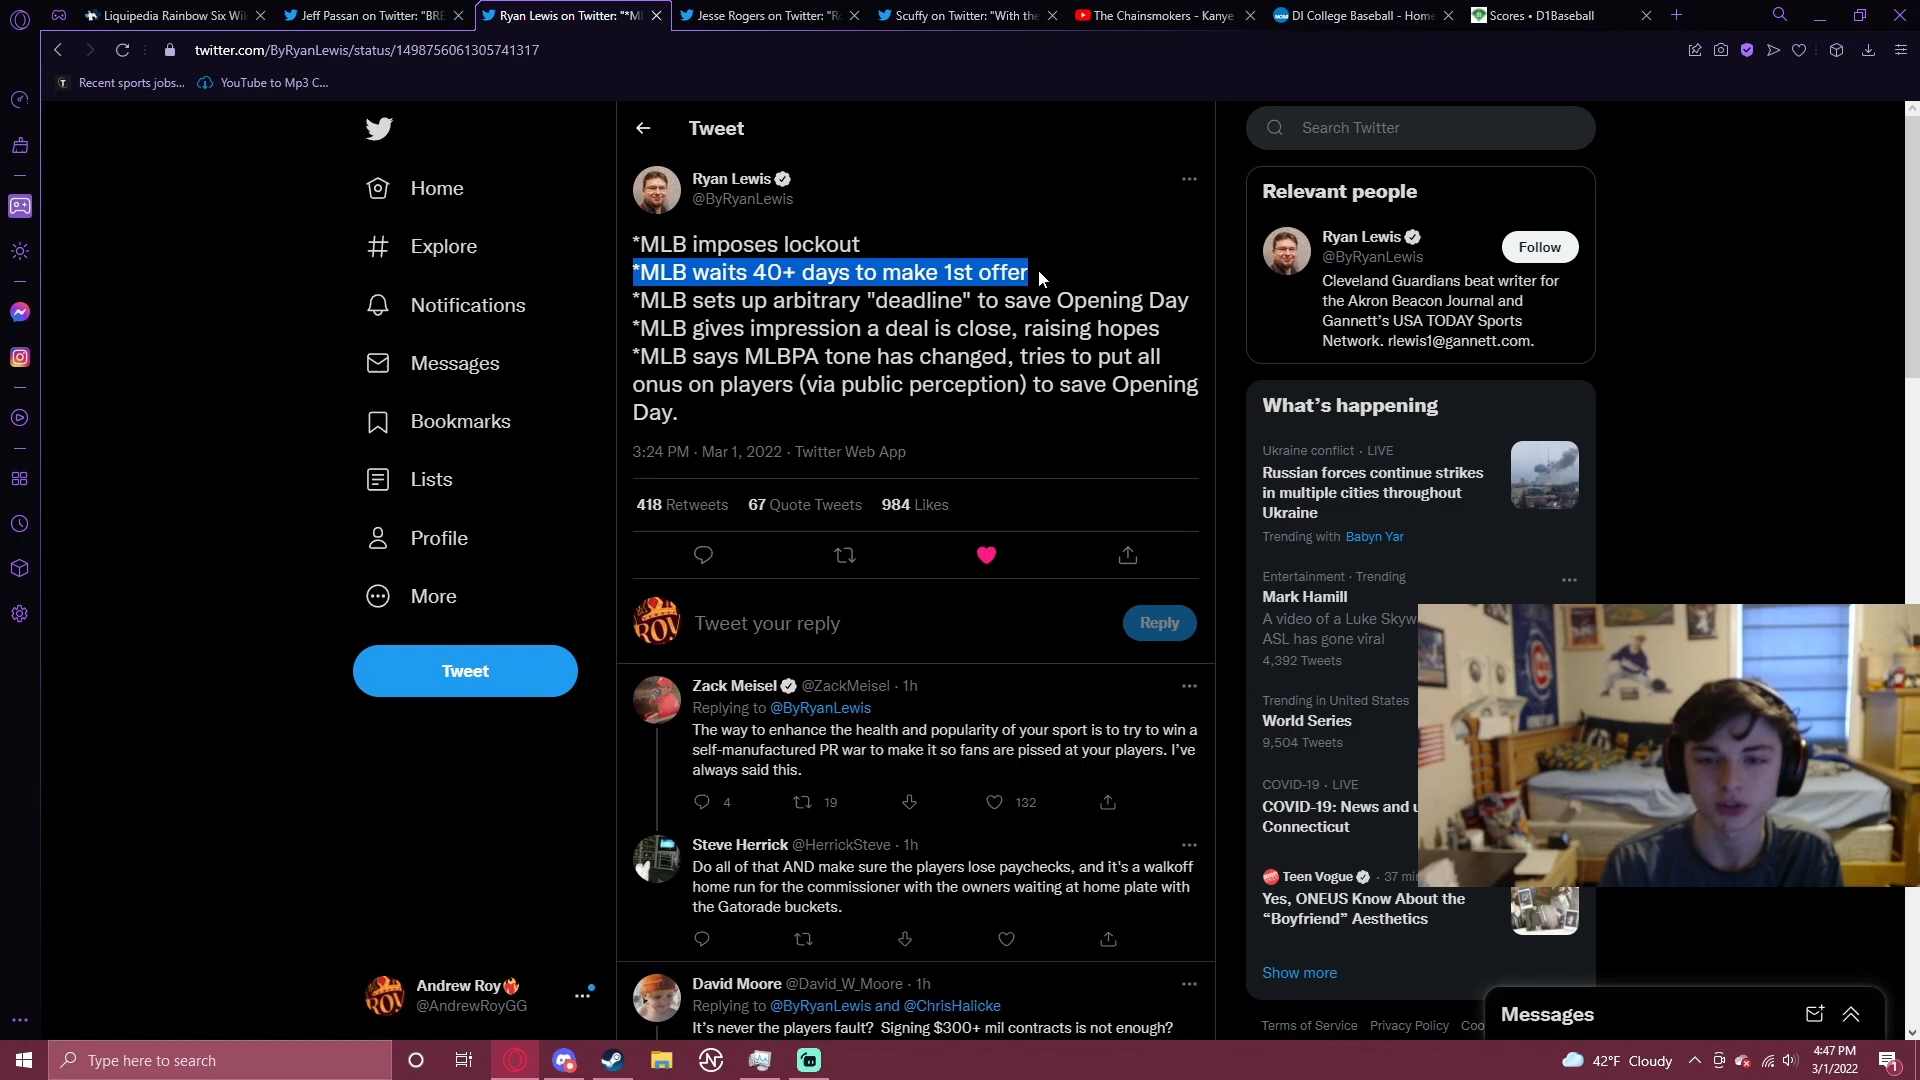 Liquipedia Rainbow Six Wi
Jeff Passan on Twitter: "BRE
Ryan Lewis on Twitter: "*ML
Jesse Rogers on Twitter: "Ro
Scuffy on Twitter: "With the
The Chainsmokers - Kanye
DI College Baseball - Home
Scores • D1Baseball
twitter.com/ByRyanLewis/status/1498756061305741317
Recent sports jobs...
YouTube to Mp3 C...
Home
Explore
Notifications
Messages
Bookmarks
Lists
Profile
More
Tweet
Andrew Roy
@AndrewRoyGG
Tweet
Ryan Lewis
@ByRyanLewis
*MLB imposes lockout
*MLB waits 40+ days to make 1st offer
*MLB sets up arbitrary "deadline" to save Opening Day
*MLB gives impression a deal is close, raising hopes
*MLB says MLBPA tone has changed, tries to put all
onus on players (via public perception) to save Opening
Day.
3:24 PM · Mar 1, 2022 · Twitter Web App
418 Retweets 67 Quote Tweets 984 Likes
ROY
Tweet your reply
Reply
Zack Meisel @ZackMeisel · 1h
Replying to @ByRyanLewis
The way to enhance the health and popularity of your sport is to try to win a
self-manufactured PR war to make it so fans are pissed at your players. I've
always said this.
4 19 132
Steve Herrick @HerrickSteve · 1h
Do all of that AND make sure the players lose paychecks, and it's a walkoff
home run for the commissioner with the owners waiting at home plate with
the Gatorade buckets.
David Moore @David_W_Moore · 1h
Replying to @ByRyanLewis and @ChrisHalicke
It's never the players fault? Signing $300+ mil contracts is not enough?
Search Twitter
Relevant people
Ryan Lewis
@ByRyanLewis
Follow
Cleveland Guardians beat writer for
the Akron Beacon Journal and
Gannett's USA TODAY Sports
Network. rlewis1@gannett.com.
What's happening
Ukraine conflict · LIVE
Russian forces continue strikes
in multiple cities throughout
Ukraine
Trending with Babyn Yar
Entertainment · Trending
Mark Hamill
A video of a Luke Skyw
ASL has gone viral
4,392 Tweets
Trending in United States
World Series
9,504 Tweets
COVID-19 · LIVE
COVID-19: News and u
Connecticut
Teen Vogue · 37 min
Yes, ONEUS Know About the
"Boyfriend" Aesthetics
Show more
Terms of Service Privacy Policy Coo
Messages
Type here to search
42°F Cloudy
4:47 PM
3/1/2022
1